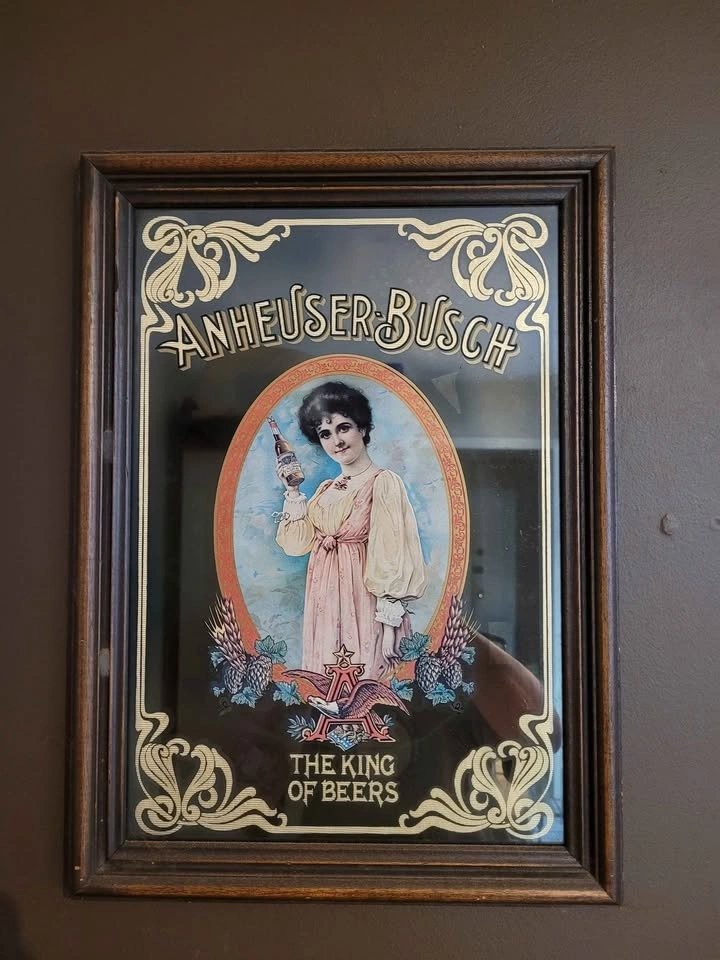 ANHEUSER-BUSCH
THE KING
OF BEERS